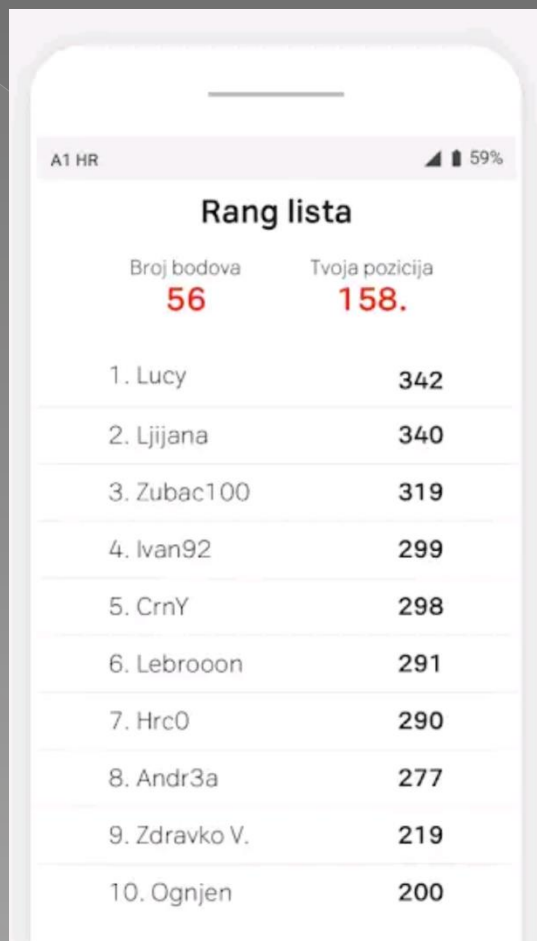 A1 HR 59%
Rang lista
Broj bodova Tvoja pozicija
56 158.
1. Lucy 342
2. Ljijana 340
3. Zubac100 319
4. Ivan92 299
5. CrnY 298
6. Lebrooon 291
7. Hrc0 290
8. Andr3a 277
9. Zdravko V. 219
10. Ognjen 200